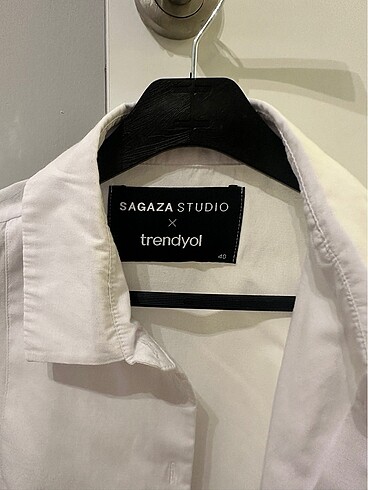 SAGAZA STUDIO
×
trendyol
40